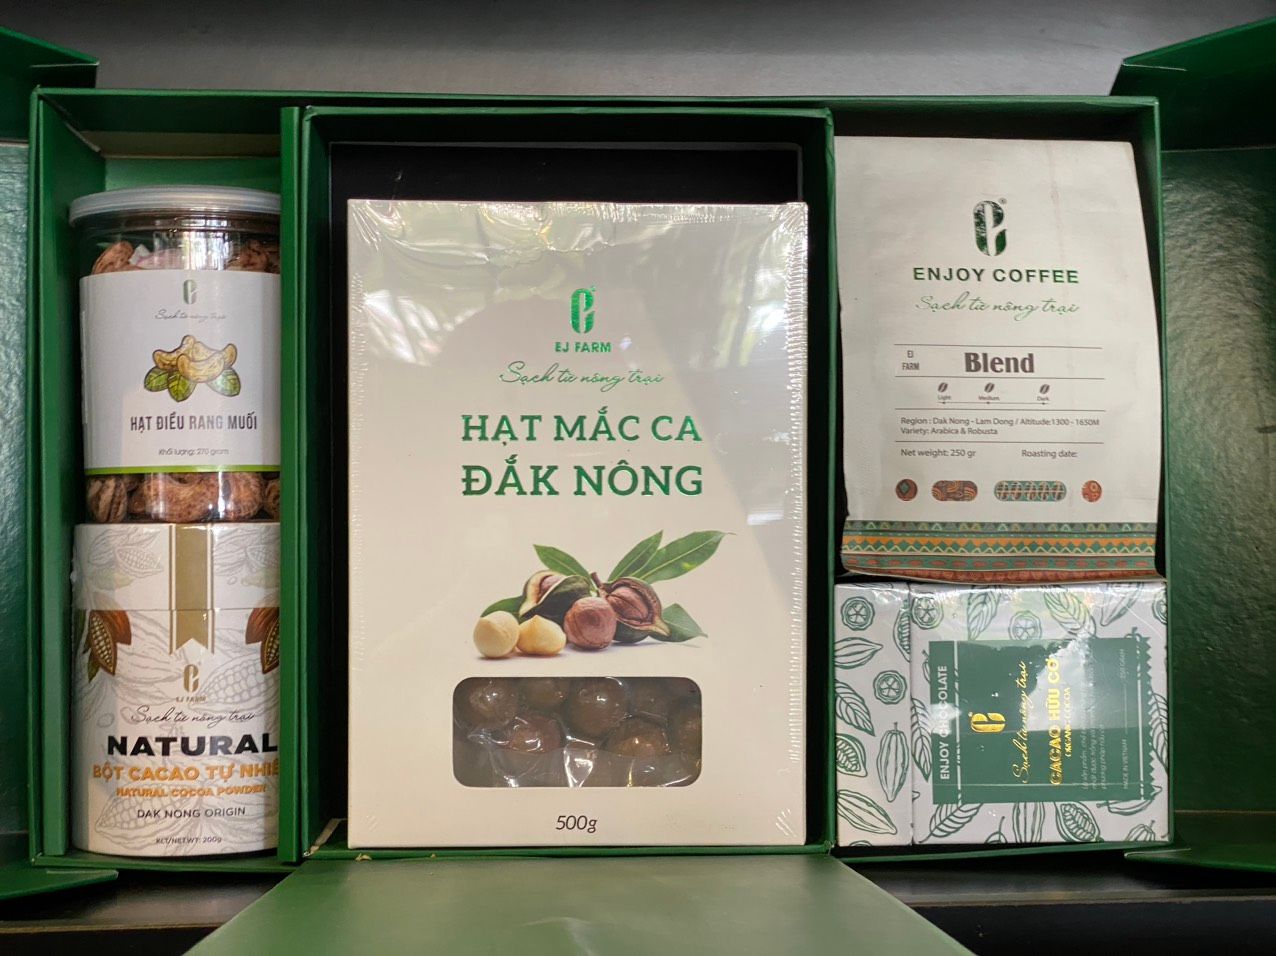 Sạch từ nông trại
HẠT ĐIỀU RANG MUỐI
Khối lượng: 270 gram
EJ FARM
Sạch từ nông trại
NATURAL
BỘT CACAO TỰ NHIÊ
NATURAL COCOA POWDER
DAK NONG ORIGIN
KLT/NETWT: 200g
EJ FARM
Sạch từ nông trại
HẠT MẮC CA
ĐẮK NÔNG
500g
ENJOY COFFEE
Sạch từ nông trại
EJ
FARM
Blend
Light Medium Dark
Region : Dak Nong - Lam Dong / Altitude:1300 - 1650M
Variety: Arabica & Robusta
Net weight: 250 gr Roasting date:
ENJOY CHOCOLATE
Sạch từ nông trại
CACAO HỮU CƠ
ORGANIC COCOA
MADE IN VIETNAM